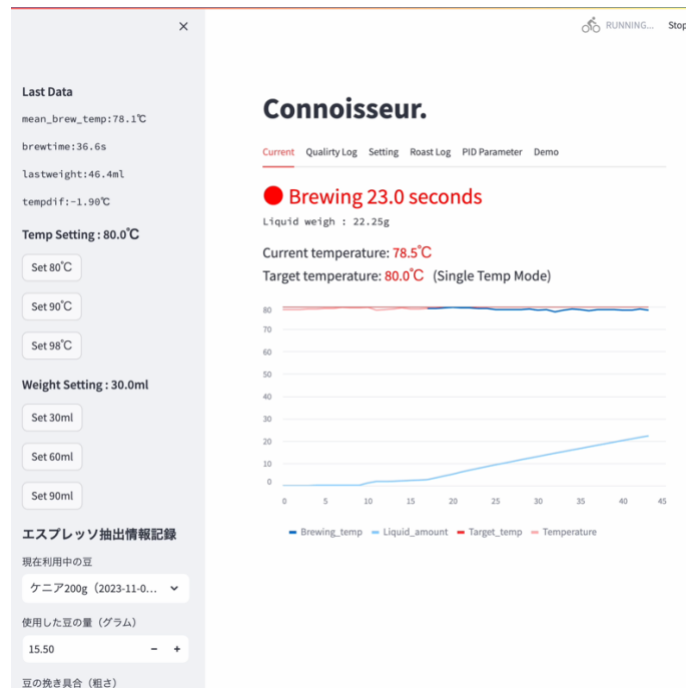 ×
RUNNING...
Stop
Last Data
mean_brew_temp:78.1℃
brewtime:36.6s
lastweight:46.4ml
tempdif:-1.90℃
Temp Setting : 80.0℃
Set 80℃
Set 90℃
Set 98℃
Weight Setting : 30.0ml
Set 30ml
Set 60ml
Set 90ml
エスプレッソ抽出情報記録
現在利用中の豆
ケニア200g（2023-11-0...
使用した豆の量（グラム）
15.50
− +
豆の挽き具合（粗さ）
Connoisseur.
Current Qualirty Log Setting Roast Log PID Parameter Demo
Brewing 23.0 seconds
Liquid weigh : 22.25g
Current temperature: 78.5℃
Target temperature: 80.0℃ (Single Temp Mode)
80
70
60
50
40
30
20
10
0
0 5 10 15 20 25 30 35 40 45
Brewing_temp Liquid_amount Target_temp Temperature